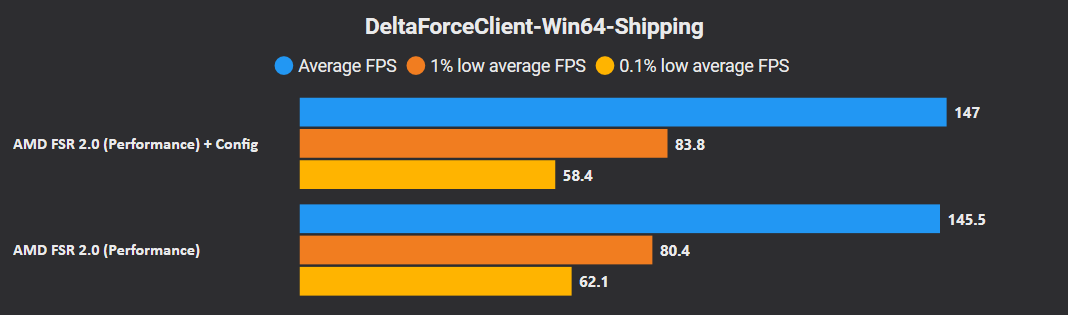 DeltaForceClient-Win64-Shipping
Average FPS 1% low average FPS 0.1% low average FPS
147
AMD FSR 2.0 (Performance) + Config 83.8
58.4
145.5
AMD FSR 2.0 (Performance) 80.4
62.1